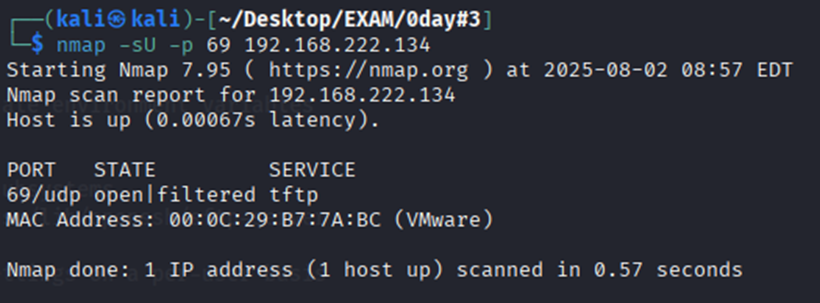 ┌──(kali㉿kali)-[~/Desktop/EXAM/0day#3]
└─$ nmap -sU -p 69 192.168.222.134
Starting Nmap 7.95 ( https://nmap.org ) at 2025-08-02 08:57 EDT
Nmap scan report for 192.168.222.134
Host is up (0.00067s latency).

PORT   STATE         SERVICE
69/udp open|filtered tftp
MAC Address: 00:0C:29:B7:7A:BC (VMware)

Nmap done: 1 IP address (1 host up) scanned in 0.57 seconds